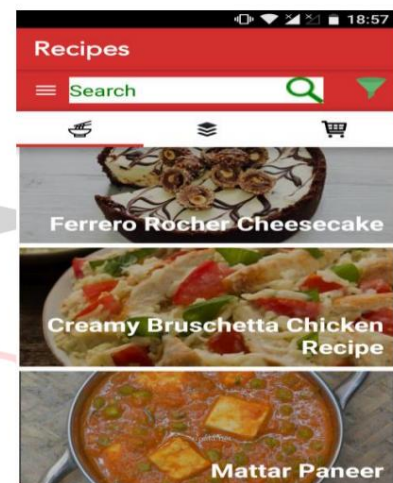 18:57
Recipes
Search
Ferrero Rocher Cheesecake
Creamy Bruschetta Chicken
Recipe
Mattar Paneer